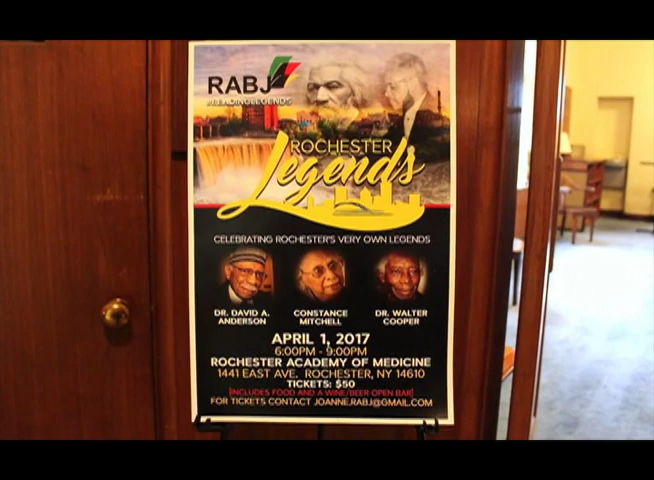 RABJ
#LEADINGLEGENDS
ROCHESTER
Legends
CELEBRATING ROCHESTER'S VERY OWN LEGENDS
DR. DAVID A.
ANDERSON
CONSTANCE
MITCHELL
DR. WALTER
COOPER
APRIL 1, 2017
6:00PM - 9:00PM
ROCHESTER ACADEMY OF MEDICINE
1441 EAST AVE. ROCHESTER, NY 14610
TICKETS: $50
[INCLUDES FOOD AND A WINE/BEER OPEN BAR]
FOR TICKETS CONTACT JOANNE.RABJ@GMAIL.COM